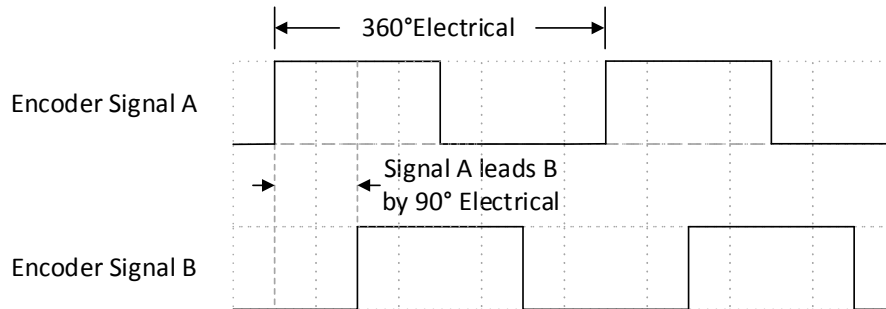 360°Electrical
Encoder Signal A
Signal A leads B
by 90° Electrical
Encoder Signal B